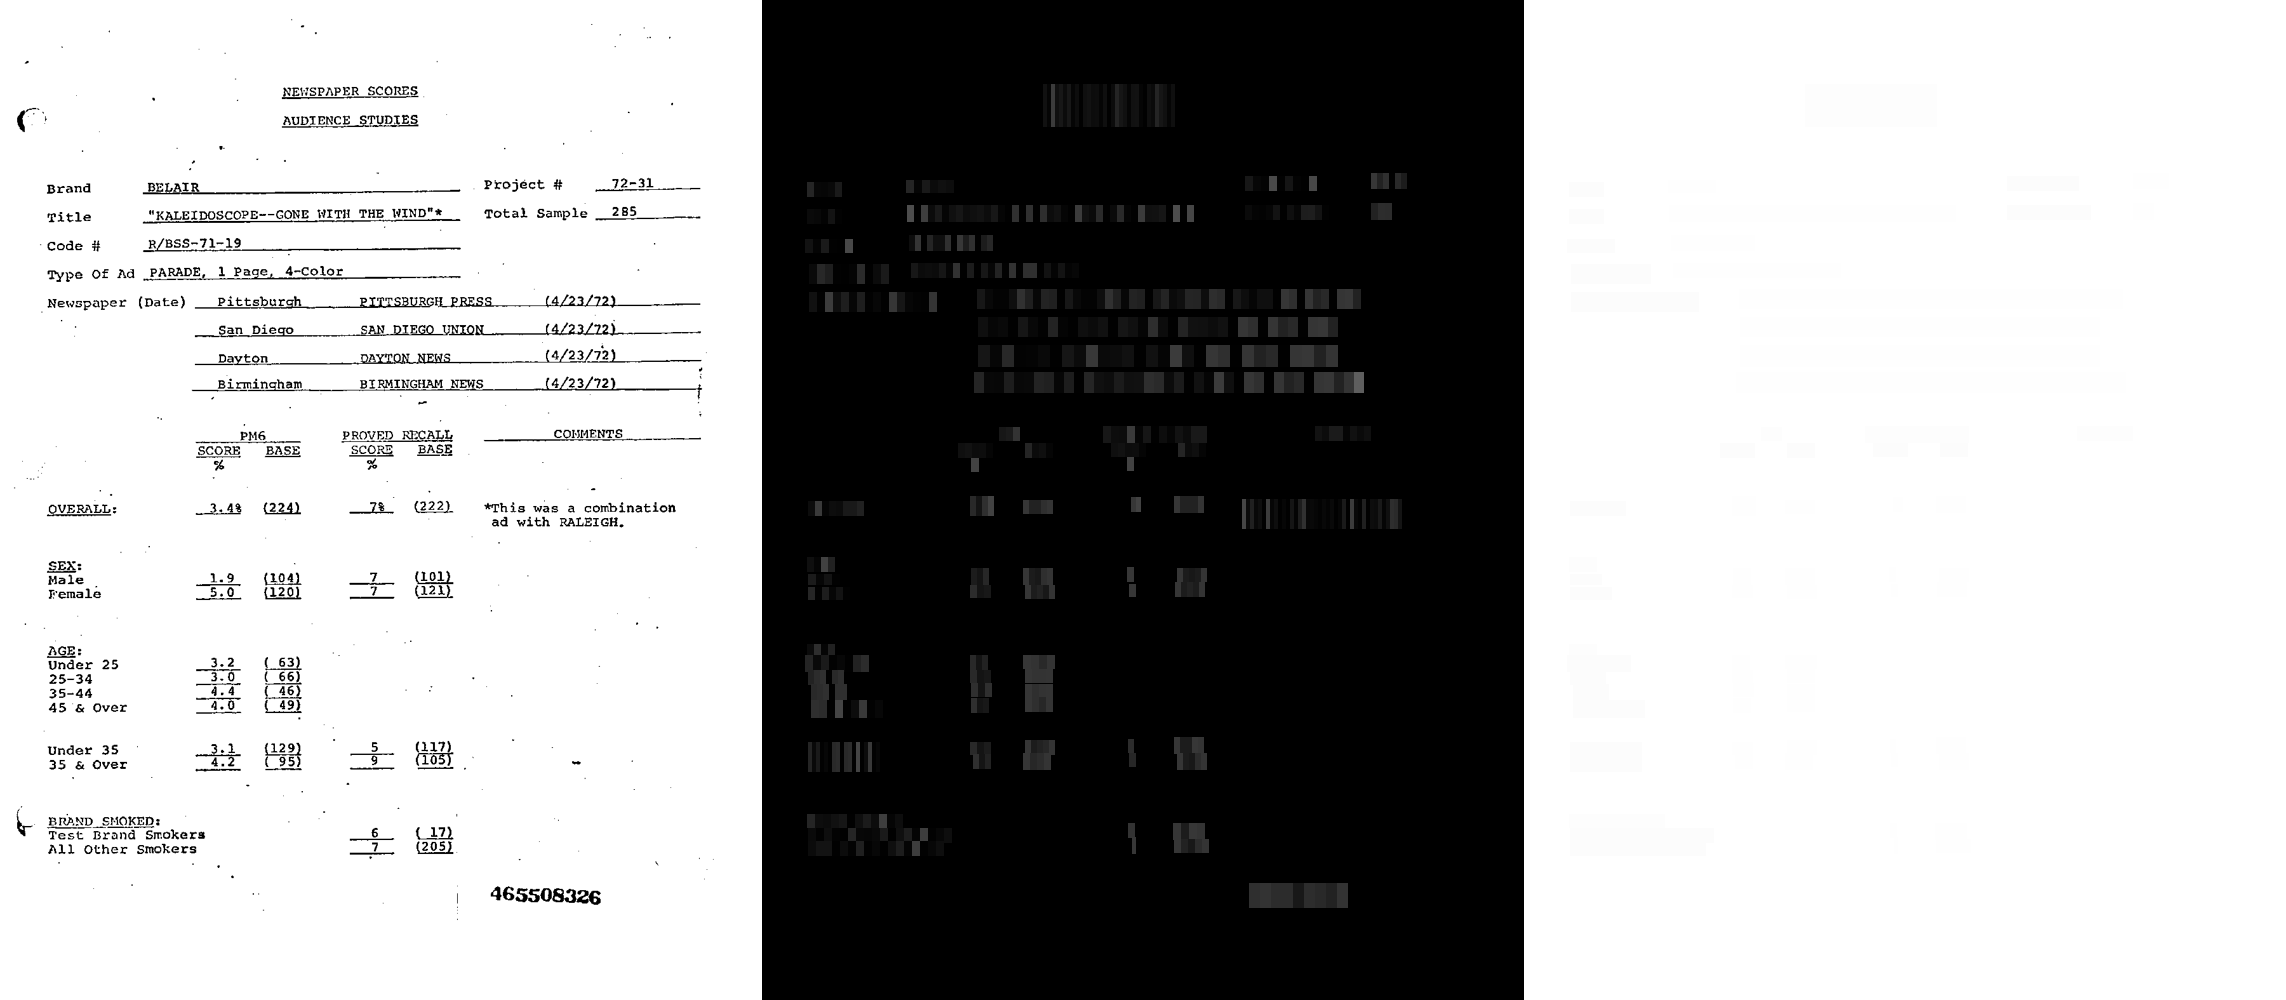 NEWSPAPER SCORES
AUDIENCE STUDIES
Brand BELAIR Project # 72-31
Title "KALEIDOSCOPE--GONE WITH THE WIND"* Total Sample 285
Code # R/BSS-71-19
Type Of Ad PARADE, 1 Page, 4-Color
Newspaper (Date) Pittsburgh PITTSBURGH PRESS (4/23/72)
San Diego SAN DIEGO UNION (4/23/72)
Dayton DAYTON NEWS (4/23/72)
Birmingham BIRMINGHAM NEWS (4/23/72)
PM6 PROVED RECALL COMMENTS
SCORE BASE SCORE BASE
% %
OVERALL: 3.4% (224) 7% (222) *This was a combination
ad with RALEIGH.
SEX:
Male 1.9 (104) 7 (101)
Female 5.0 (120) 7 (121)
AGE:
Under 25 3.2 ( 63)
25-34 3.0 ( 66)
35-44 4.4 ( 46)
45 & Over 4.0 ( 49)
Under 35 3.1 (129) 5 (117)
35 & Over 4.2 ( 95) 9 (105)
BRAND SMOKED:
Test Brand Smokers 6 ( 17)
All Other Smokers 7 (205)
465508326